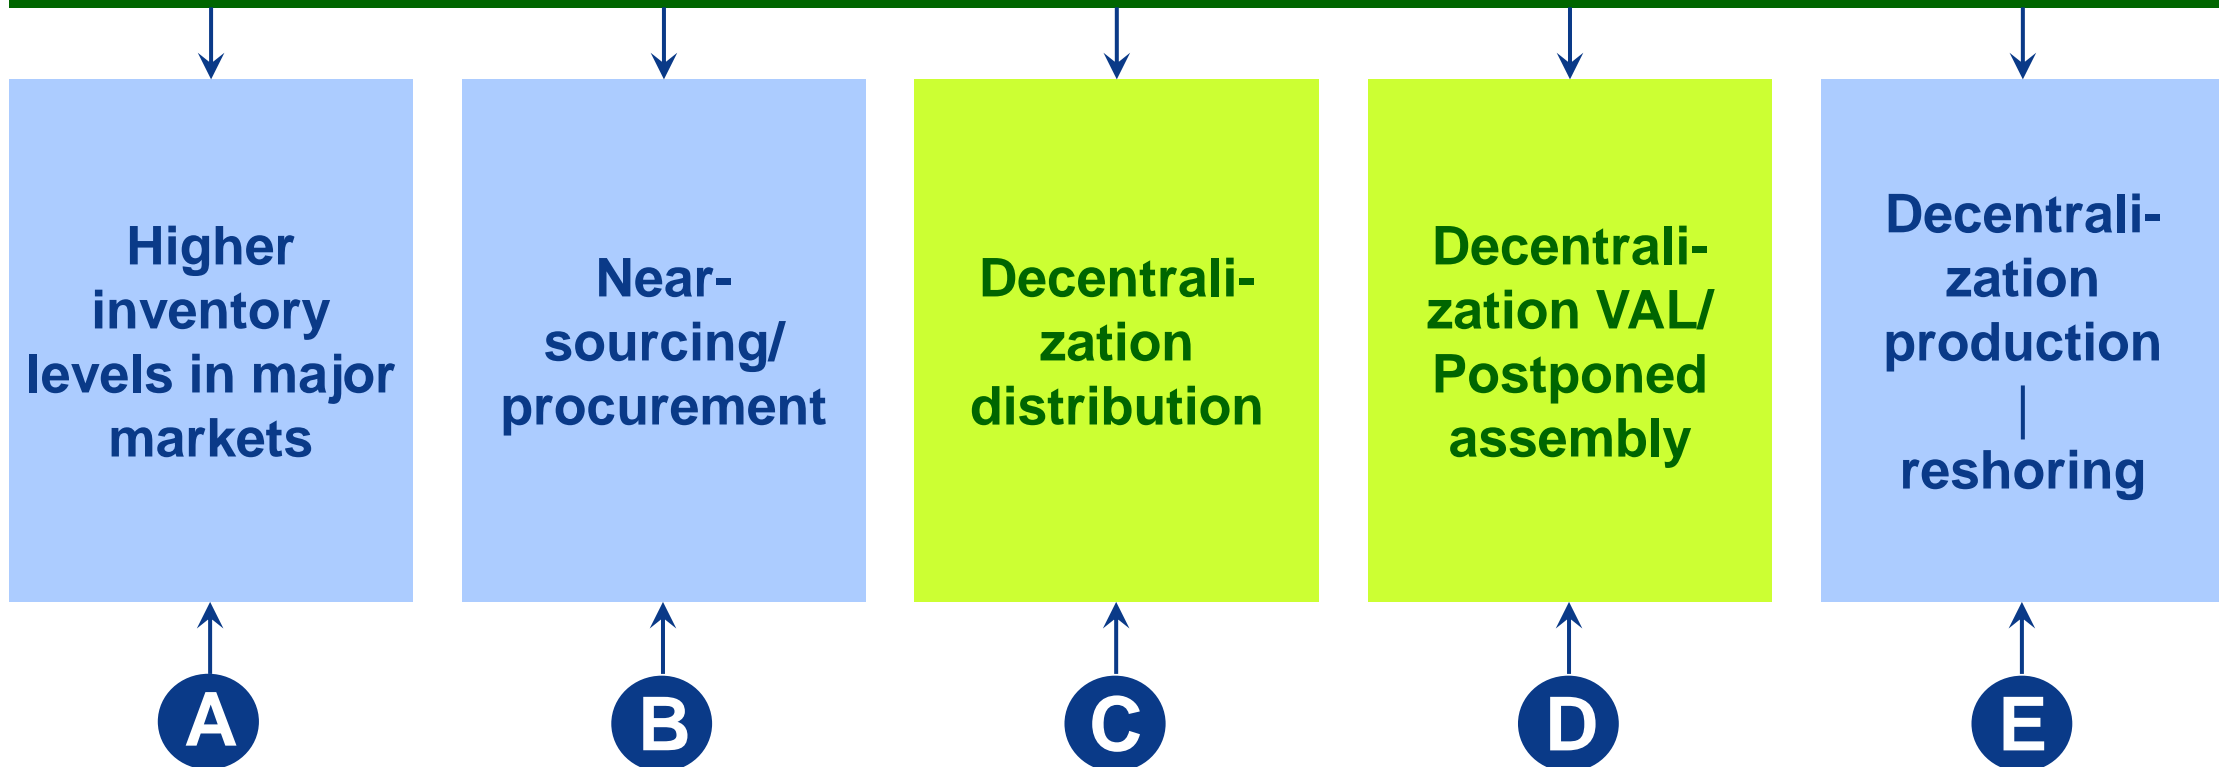 Higher
inventory
levels in major
markets
Near-
sourcing/
procurement
Decentrali-
zation
distribution
Decentrali-
zation VAL/
Postponed
assembly
Decentrali-
zation
production
|
reshoring
A
B
C
D
E